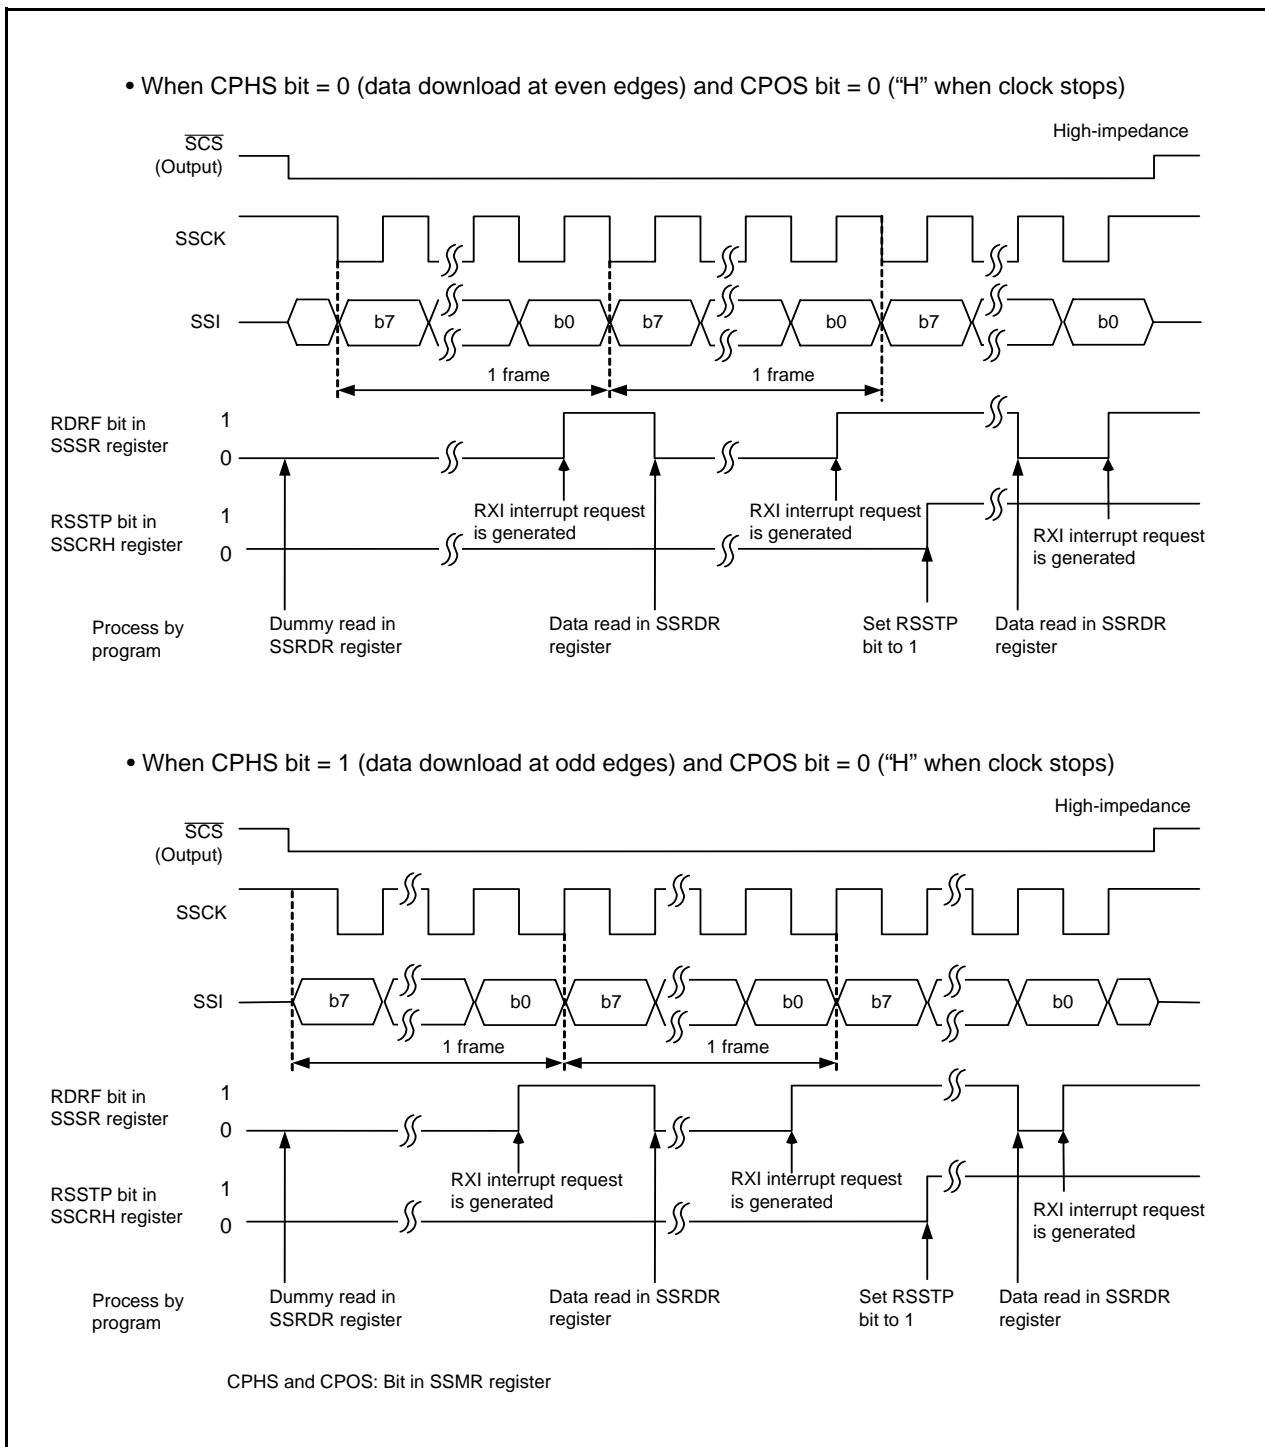 • When CPHS bit = 0 (data download at even edges) and CPOS bit = 0 (“H” when clock stops)
High-impedance
SCS
(Output)
SSCK
SSI
b7
b0
b7
b0
b7
b0
1 frame
1 frame
RDRF bit in
SSSR register
1
0
RXI interrupt request
is generated
RXI interrupt request
is generated
RXI interrupt request
is generated
RSSTP bit in
SSCRH register
1
0
Process by
program
Dummy read in
SSRDR register
Data read in SSRDR
register
Set RSSTP
bit to 1
Data read in SSRDR
register
• When CPHS bit = 1 (data download at odd edges) and CPOS bit = 0 (“H” when clock stops)
High-impedance
SCS
(Output)
SSCK
SSI
b7
b0
b7
b0
b7
b0
1 frame
1 frame
RDRF bit in
SSSR register
1
0
RXI interrupt request
is generated
RXI interrupt request
is generated
RXI interrupt request
is generated
RSSTP bit in
SSCRH register
1
0
Process by
program
Dummy read in
SSRDR register
Data read in SSRDR
register
Set RSSTP
bit to 1
Data read in SSRDR
register
CPHS and CPOS: Bit in SSMR register